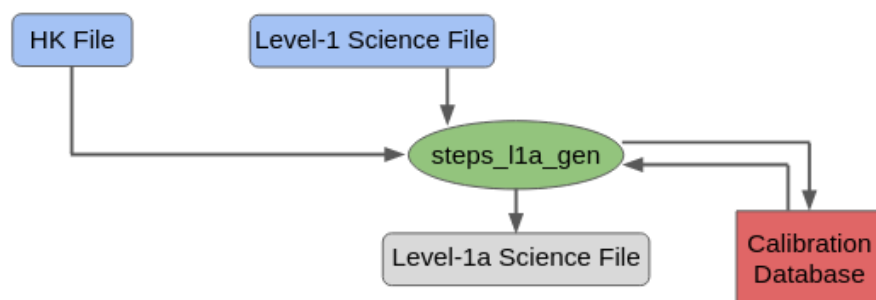 HK File
Level-1 Science File
steps_l1a_gen
Level-1a Science File
Calibration
Database